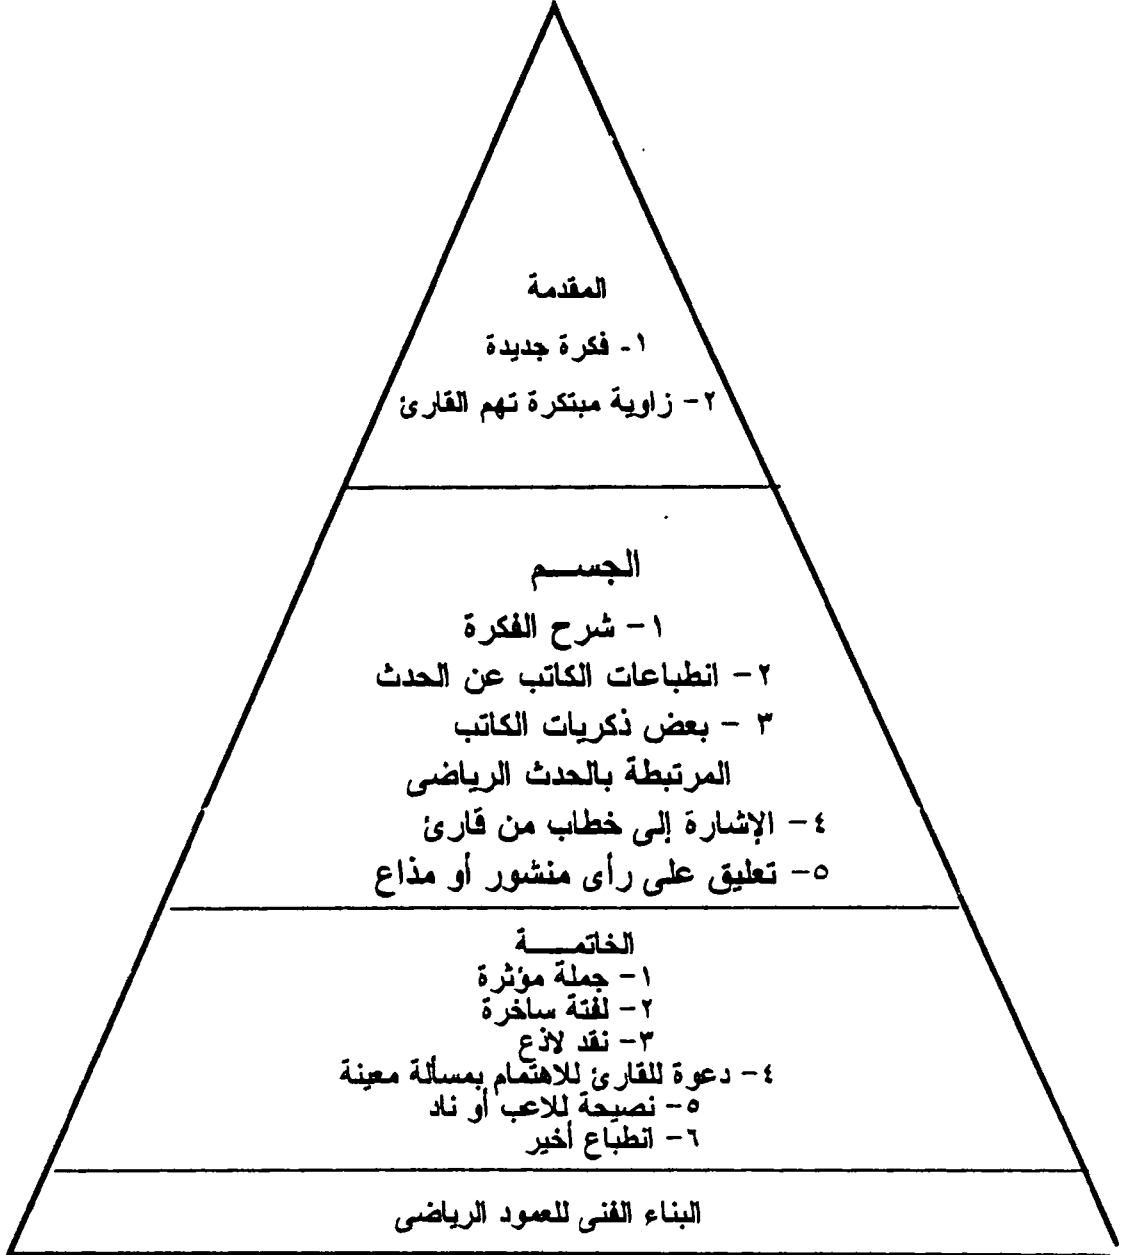 المقدمة
١- فكرة جديدة
٢- زاوية مبتكرة تهم القارئ
الجســـم
١- شرح الفكرة
٢- انطباعات الكاتب عن الحدث
٣ - بعض ذكريات الكاتب
المرتبطة بالحدث الرياضى
٤- الإشارة إلى خطاب من قارئ
٥- تعليق على رأى منشور أو مذاع
الخاتمـــــة
١- جملة مؤثرة
٢- لفتة ساخرة
٣- نقد لاذع
٤- دعوة للقارئ للاهتمام بمسألة معينة
٥- نصيحة للاعب أو ناد
٦- انطباع أخير
البناء الفنى للعمود الرياضى